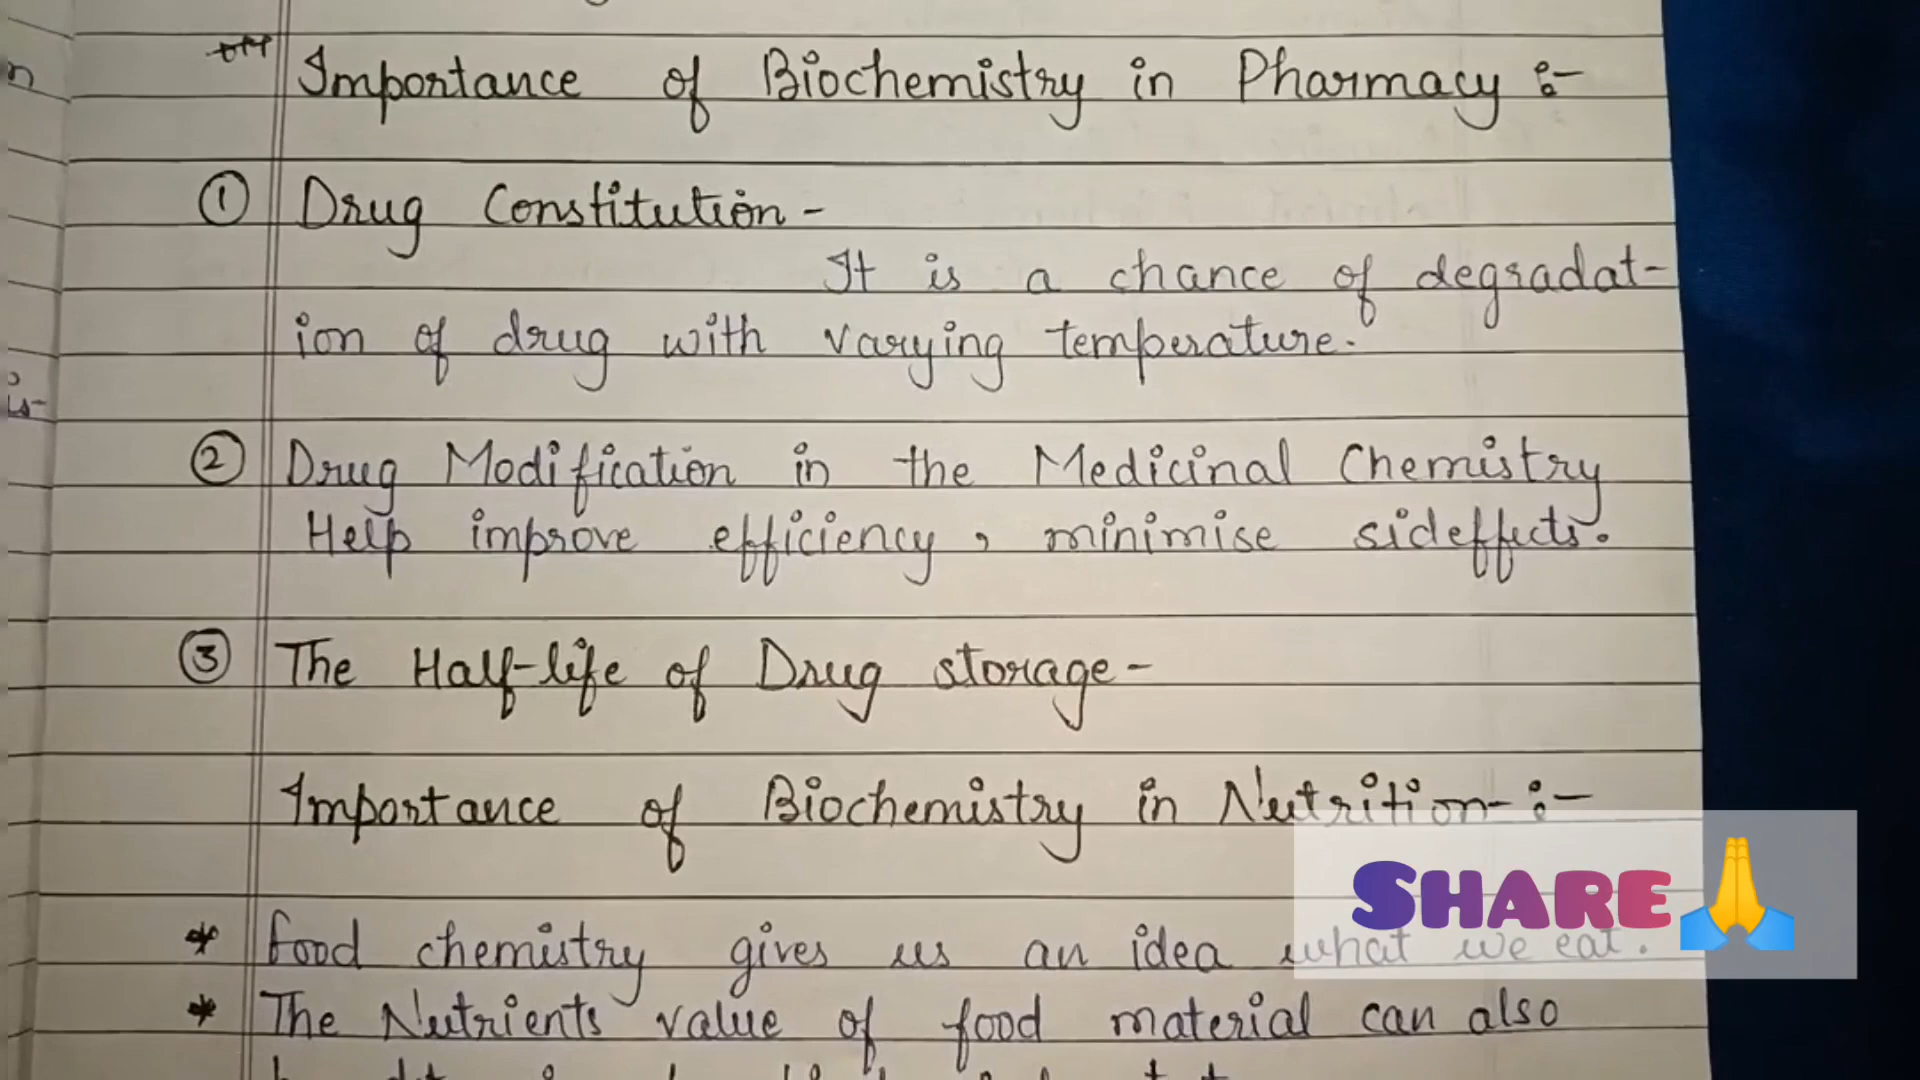 Importance of Biochemistry in Pharmacy :-
① Drug Constitution -
It is a chance of degradat-
ion of drug with varying temperature.
② Drug Modification in the Medicinal Chemistry
Help improve efficiency, minimise sideffects.
③ The Half-life of Drug storage -
Importance of Biochemistry in Nutrition- :-
SHARE🙏
* food chemistry gives us an idea what we eat.
* The Nutrients value of food material can also